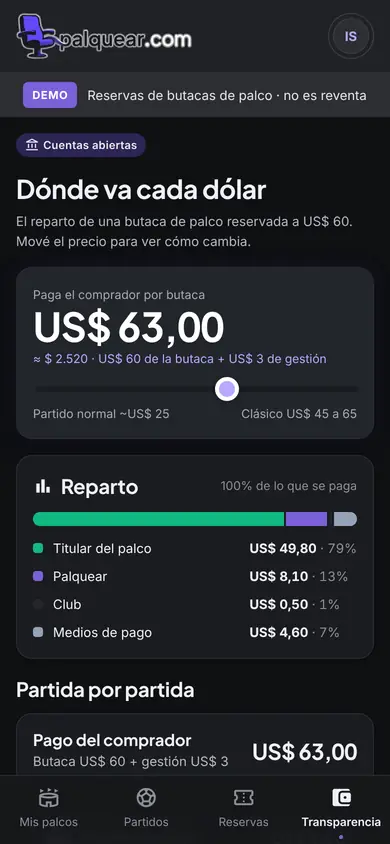 palquear.com
IS
DEMO Reservas de butacas de palco · no es reventa
Cuentas abiertas
Dónde va cada dólar
El reparto de una butaca de palco reservada a US$ 60.
Mové el precio para ver cómo cambia.
Paga el comprador por butaca
US$ 63,00
≈ $ 2.520 · US$ 60 de la butaca + US$ 3 de gestión
Partido normal ~US$ 25 Clásico US$ 45 a 65
Reparto 100% de lo que se paga
Titular del palco US$ 49,80 · 79%
Palquear US$ 8,10 · 13%
Club US$ 0,50 · 1%
Medios de pago US$ 4,60 · 7%
Partida por partida
Pago del comprador
Butaca US$ 60 + gestión US$ 3
US$ 63,00
Mis palcos Partidos Reservas Transparencia